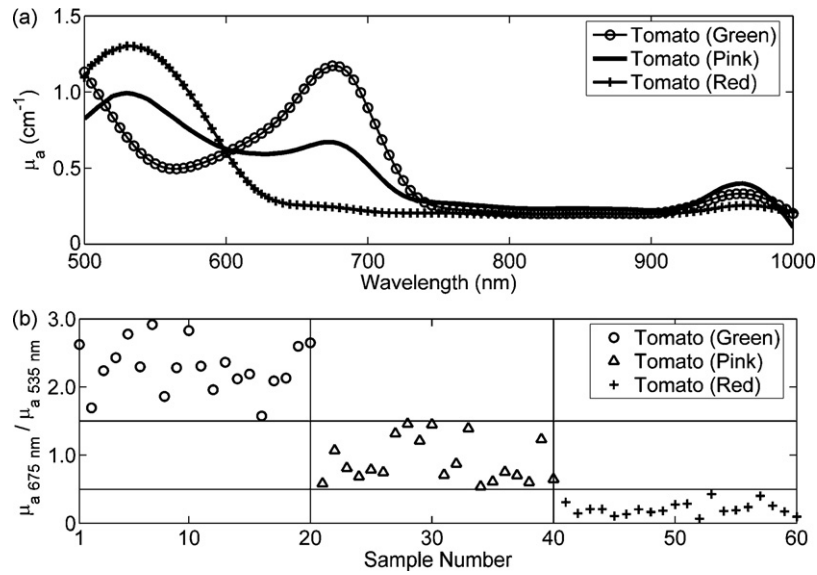 (a)
1.5
1.0
0.5
0
μa (cm-1)
Tomato (Green)
Tomato (Pink)
Tomato (Red)
500 600 700 800 900 1000
Wavelength (nm)
(b)
3.0
2.0
1.0
0
μa 675 nm / μa 535 nm
Tomato (Green)
Tomato (Pink)
Tomato (Red)
1 10 20 30 40 50 60
Sample Number